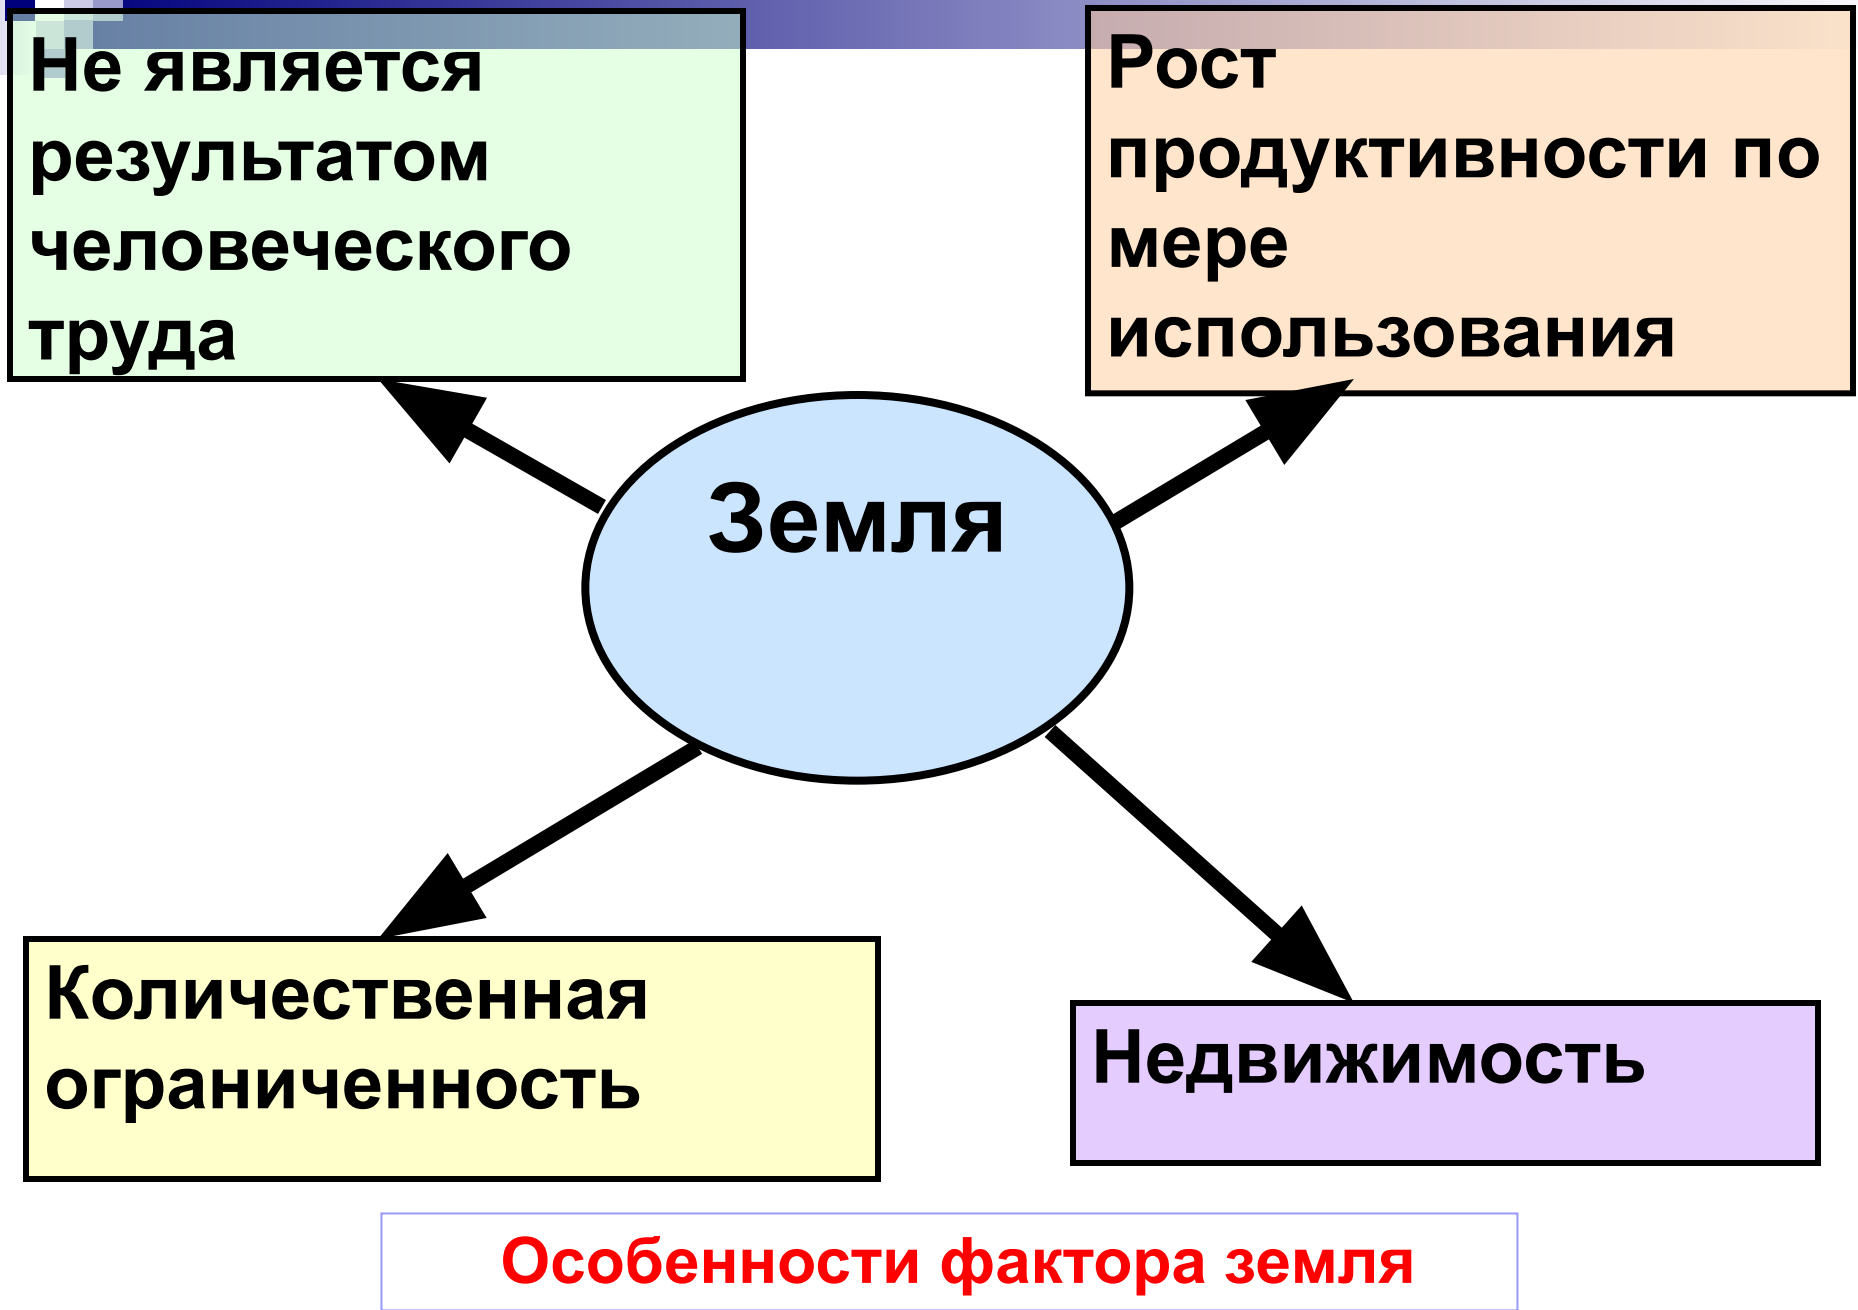 Не является
результатом
человеческого
труда
Рост
продуктивности по
мере
использования
Земля
Количественная
ограниченность
Недвижимость
Особенности фактора земля